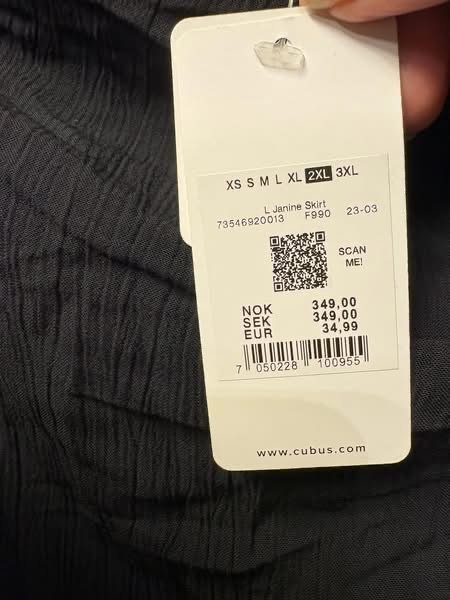 XS S M L XL 2XL 3XL
L Janine Skirt
73546920013 F990 23-03
SCAN
ME!
NOK 349,00
SEK 349,00
EUR 34,99
7 050228 100955
www.cubus.com